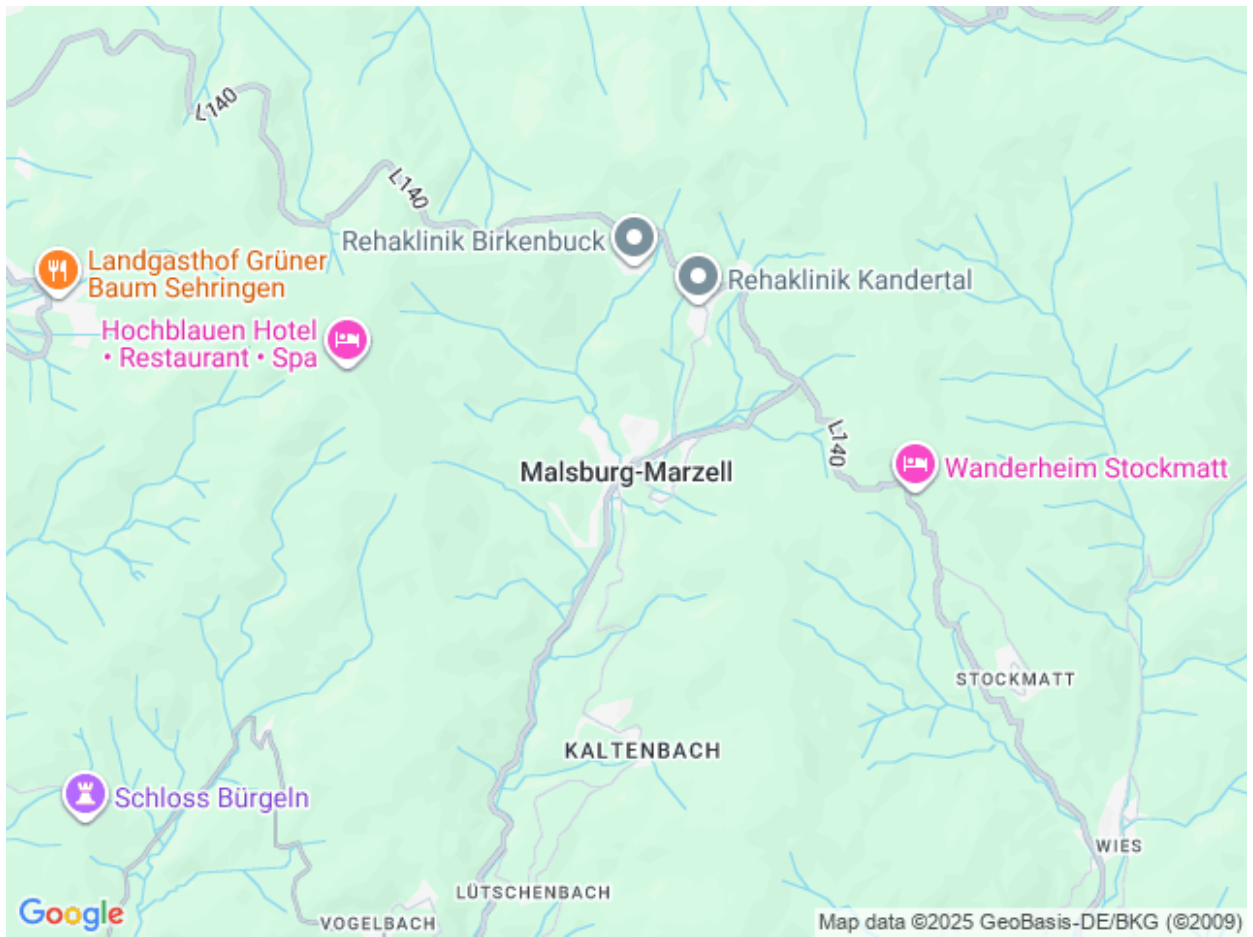 L140
L140
Rehaklinik Birkenbuck
Landgasthof Grüner
Baum Sehringen
Rehaklinik Kandertal
Hochblauen Hotel
• Restaurant • Spa
L140
Malsburg-Marzell
Wanderheim Stockmatt
STOCKMATT
KALTENBACH
Schloss Bürgeln
WIES
LÜTSCHENBACH
VOGELBACH
Google
Map data ©2025 GeoBasis-DE/BKG (©2009)